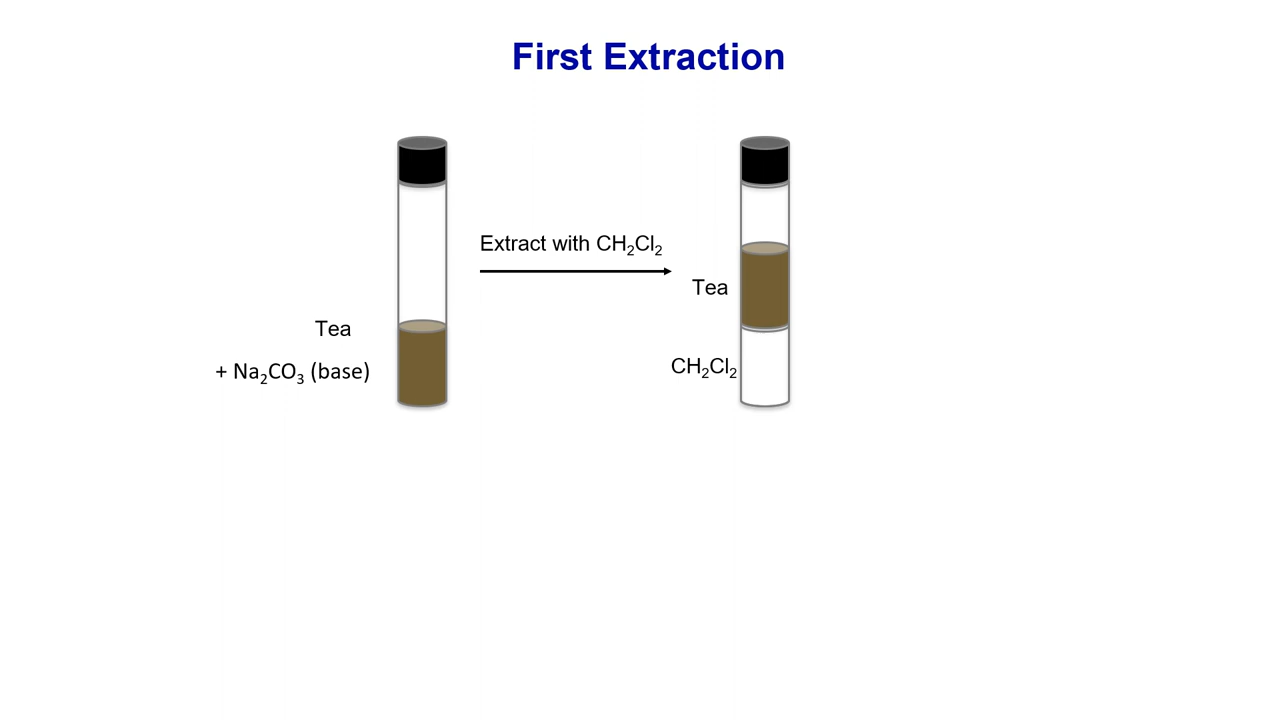 First Extraction
Extract with CH₂Cl₂
Tea
Tea
CH₂Cl₂
+ Na₂CO₃ (base)